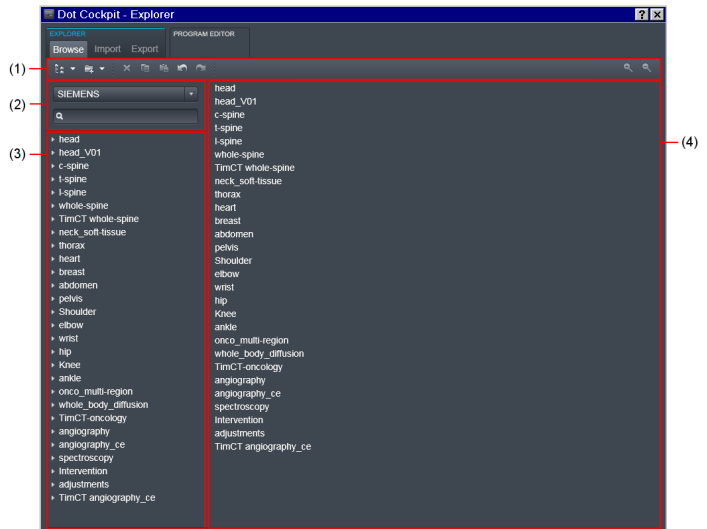 Dot Cockpit - Explorer
EXPLORER PROGRAM EDITOR
Browse Import Export
(1)
(2)
SIEMENS
(3)
head
head_V01
c-spine
t-spine
l-spine
whole-spine
TimCT whole-spine
neck_soft-tissue
thorax
heart
breast
abdomen
pelvis
Shoulder
elbow
wrist
hip
Knee
ankle
onco_multi-region
whole_body_diffusion
TimCT-oncology
angiography
angiography_ce
spectroscopy
Intervention
adjustments
TimCT angiography_ce
head
head_V01
c-spine
t-spine
l-spine
whole-spine
TimCT whole-spine
neck_soft-tissue
thorax
heart
breast
abdomen
pelvis
Shoulder
elbow
wrist
hip
Knee
ankle
onco_multi-region
whole_body_diffusion
TimCT-oncology
angiography
angiography_ce
spectroscopy
Intervention
adjustments
TimCT angiography_ce
(4)